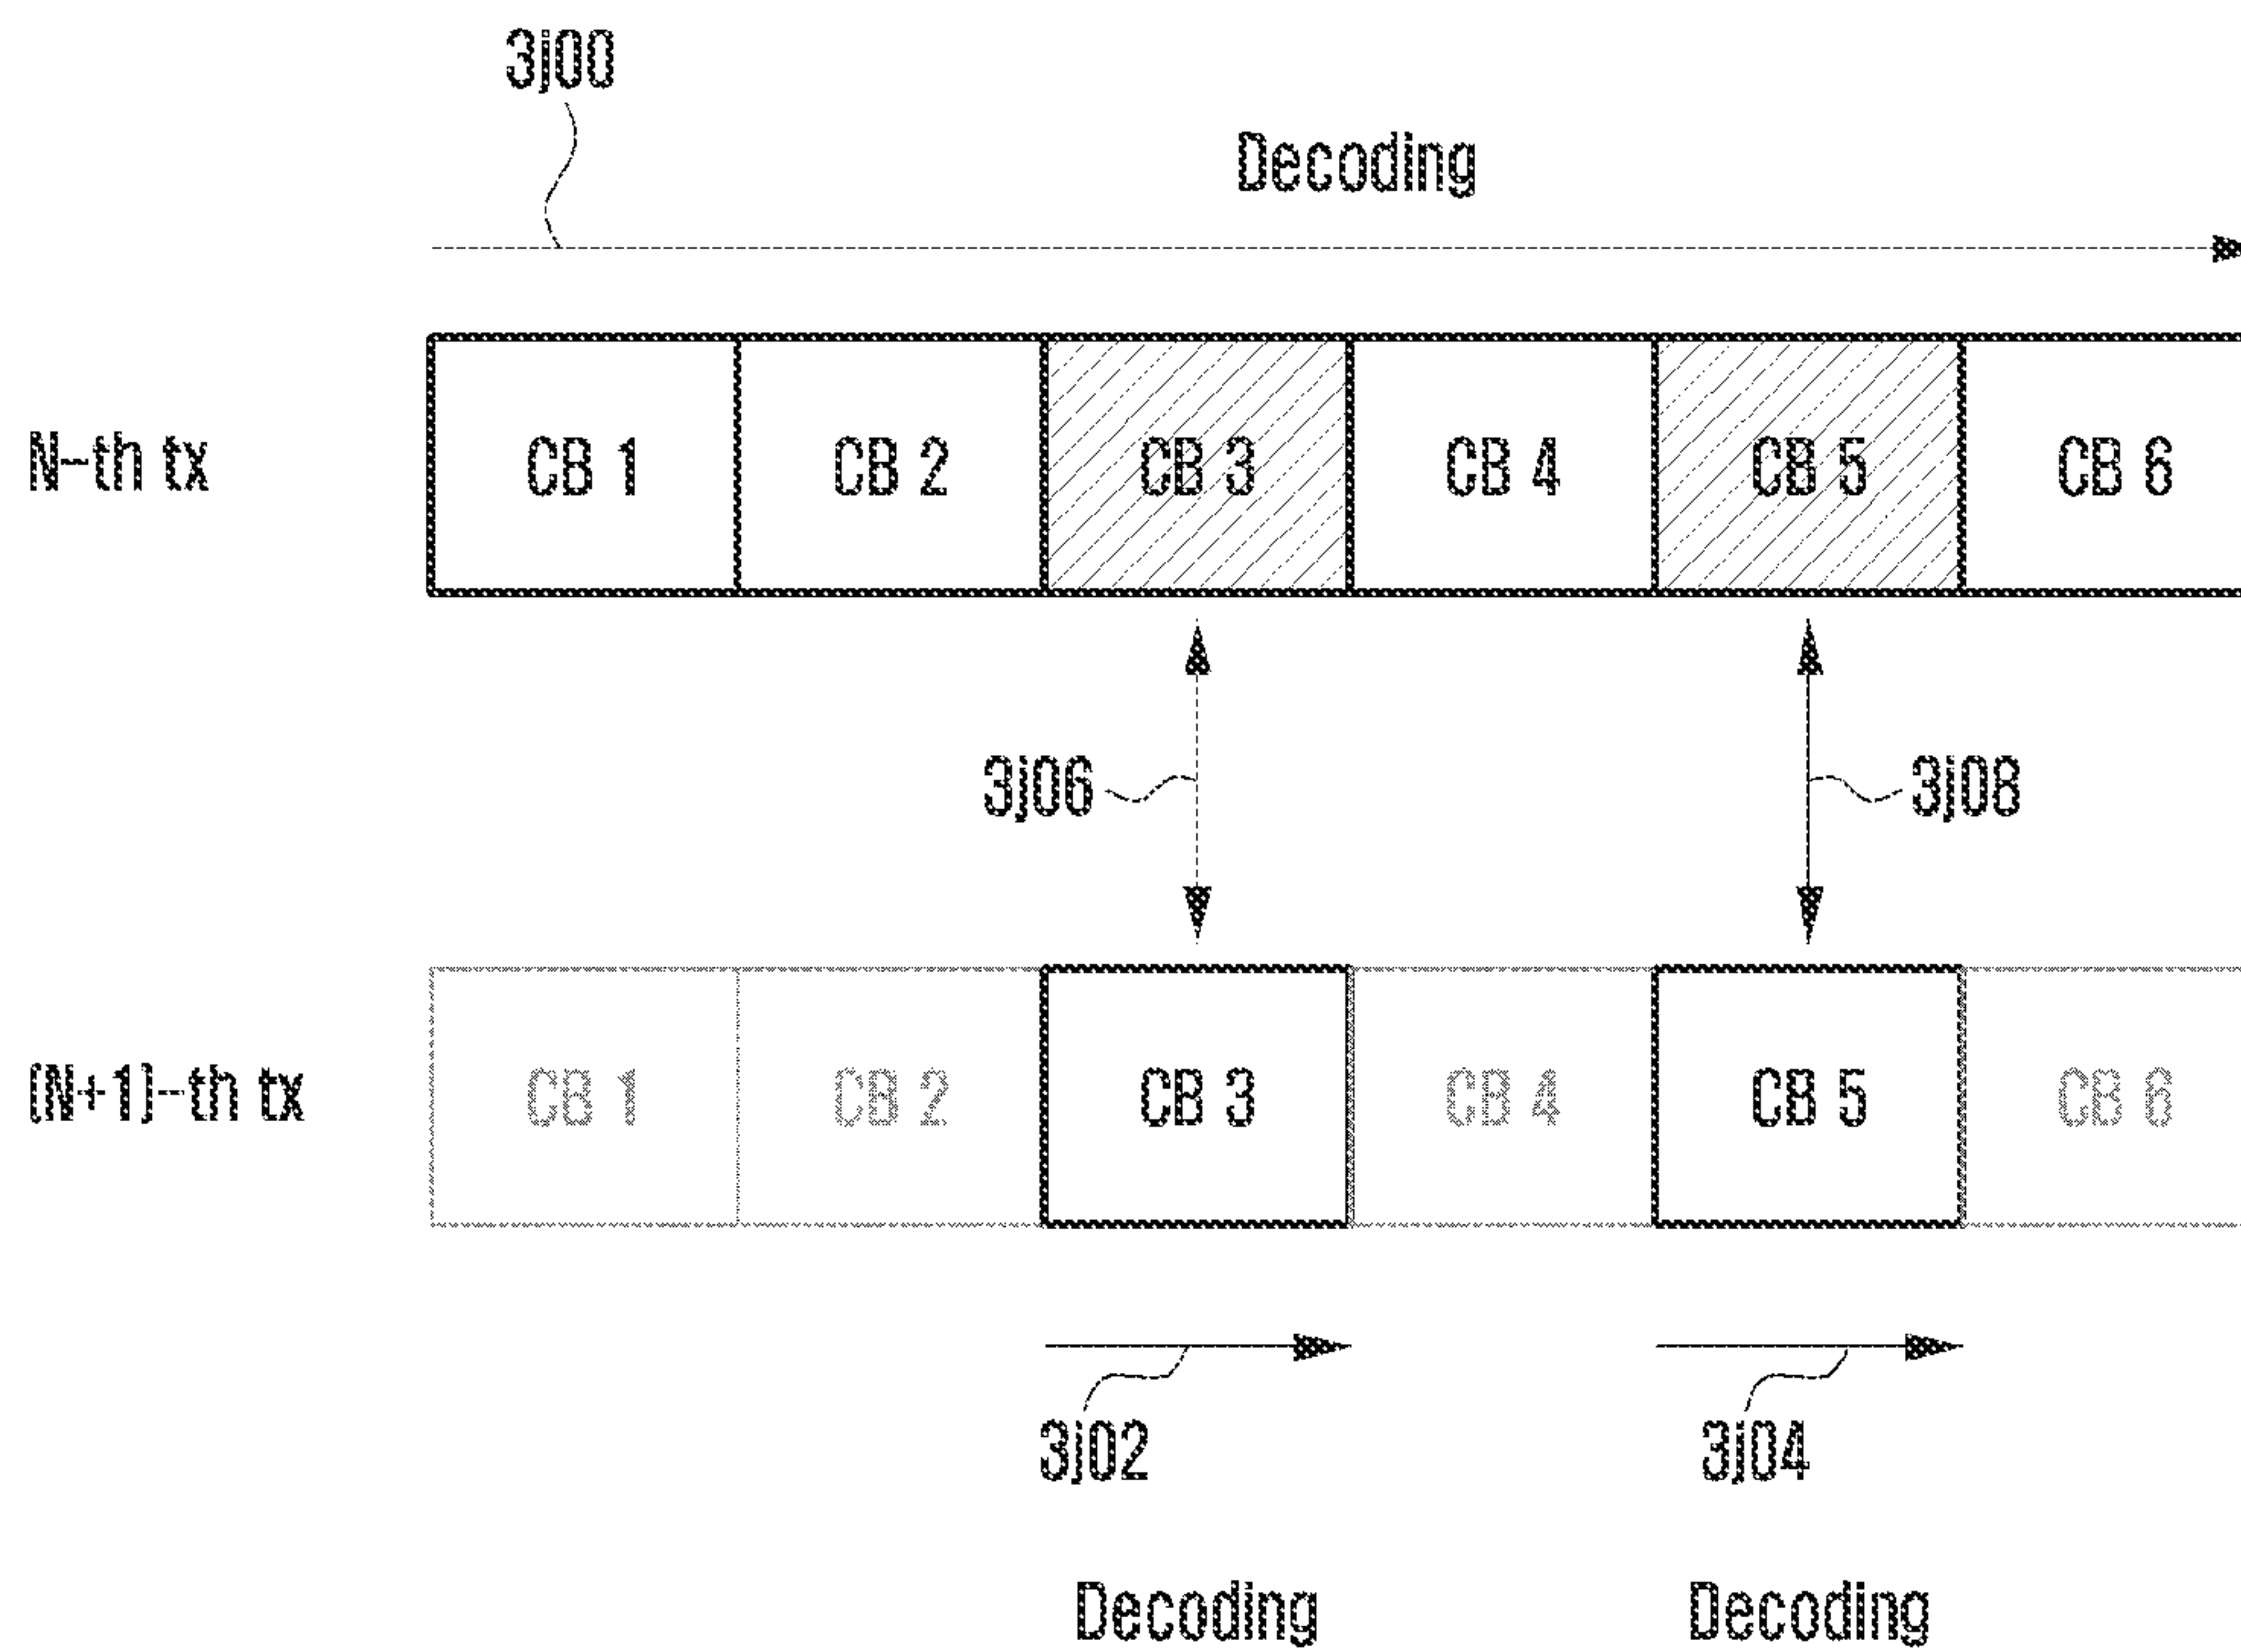 3j00
Decoding
N-th tx CB 1 CB 2 CB 3 CB 4 CB 5 CB 6
3j06 3j08
(N+1)-th tx CB 1 CB 2 CB 3 CB 4 CB 5 CB 6
3j02 3j04
Decoding Decoding